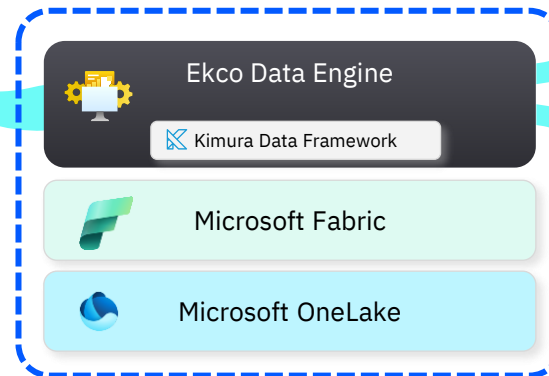 Ekco Data Engine
Kimura Data Framework
Microsoft Fabric
Microsoft OneLake